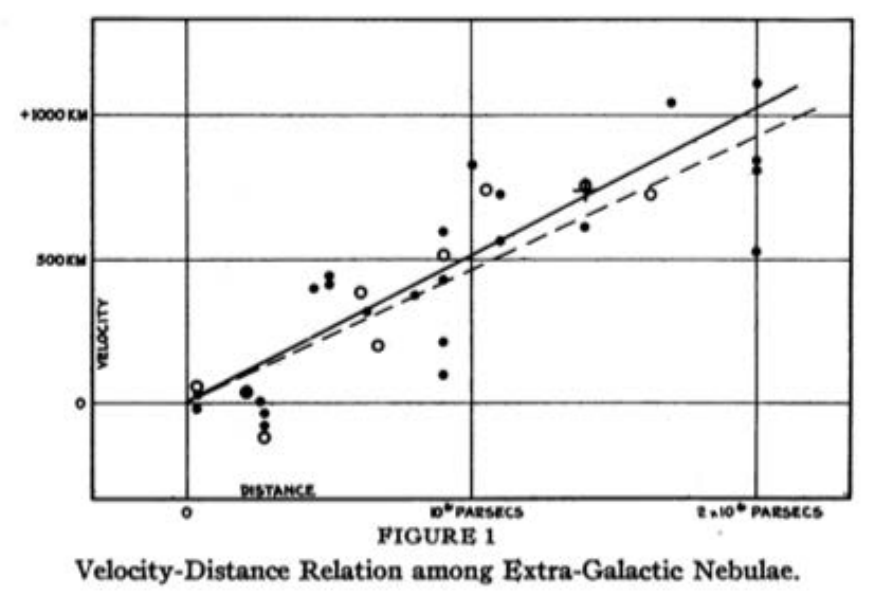 +1000 KM
500 KM
VELOCITY
0
DISTANCE
0
10⁶ PARSECS
2×10⁶ PARSECS
FIGURE 1
Velocity-Distance Relation among Extra-Galactic Nebulae.